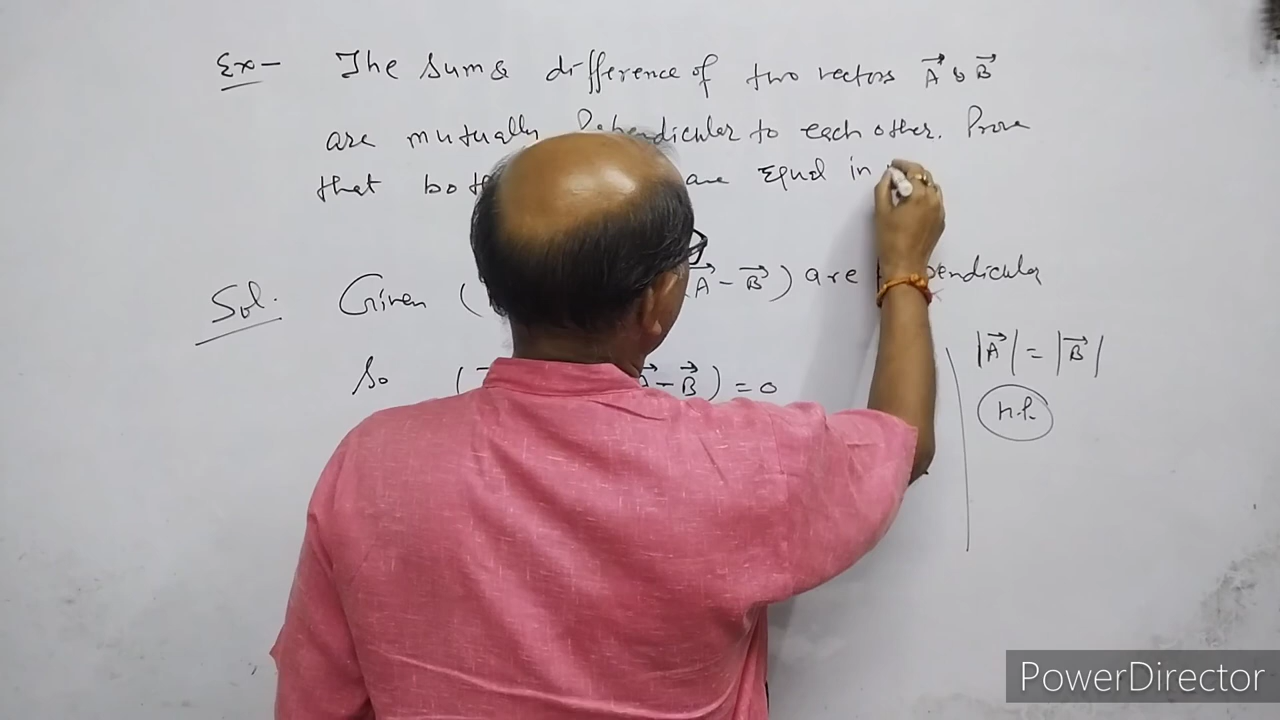 Ex- The sum & difference of two vectors A⃗ & B⃗
are mutually Perpendicular to each other. Prove
that are Equal in
Sol. Given ( A⃗ - B⃗ ) are
So ( - B⃗ ) = 0
|A⃗| = |B⃗|
h.p.
PowerDirector